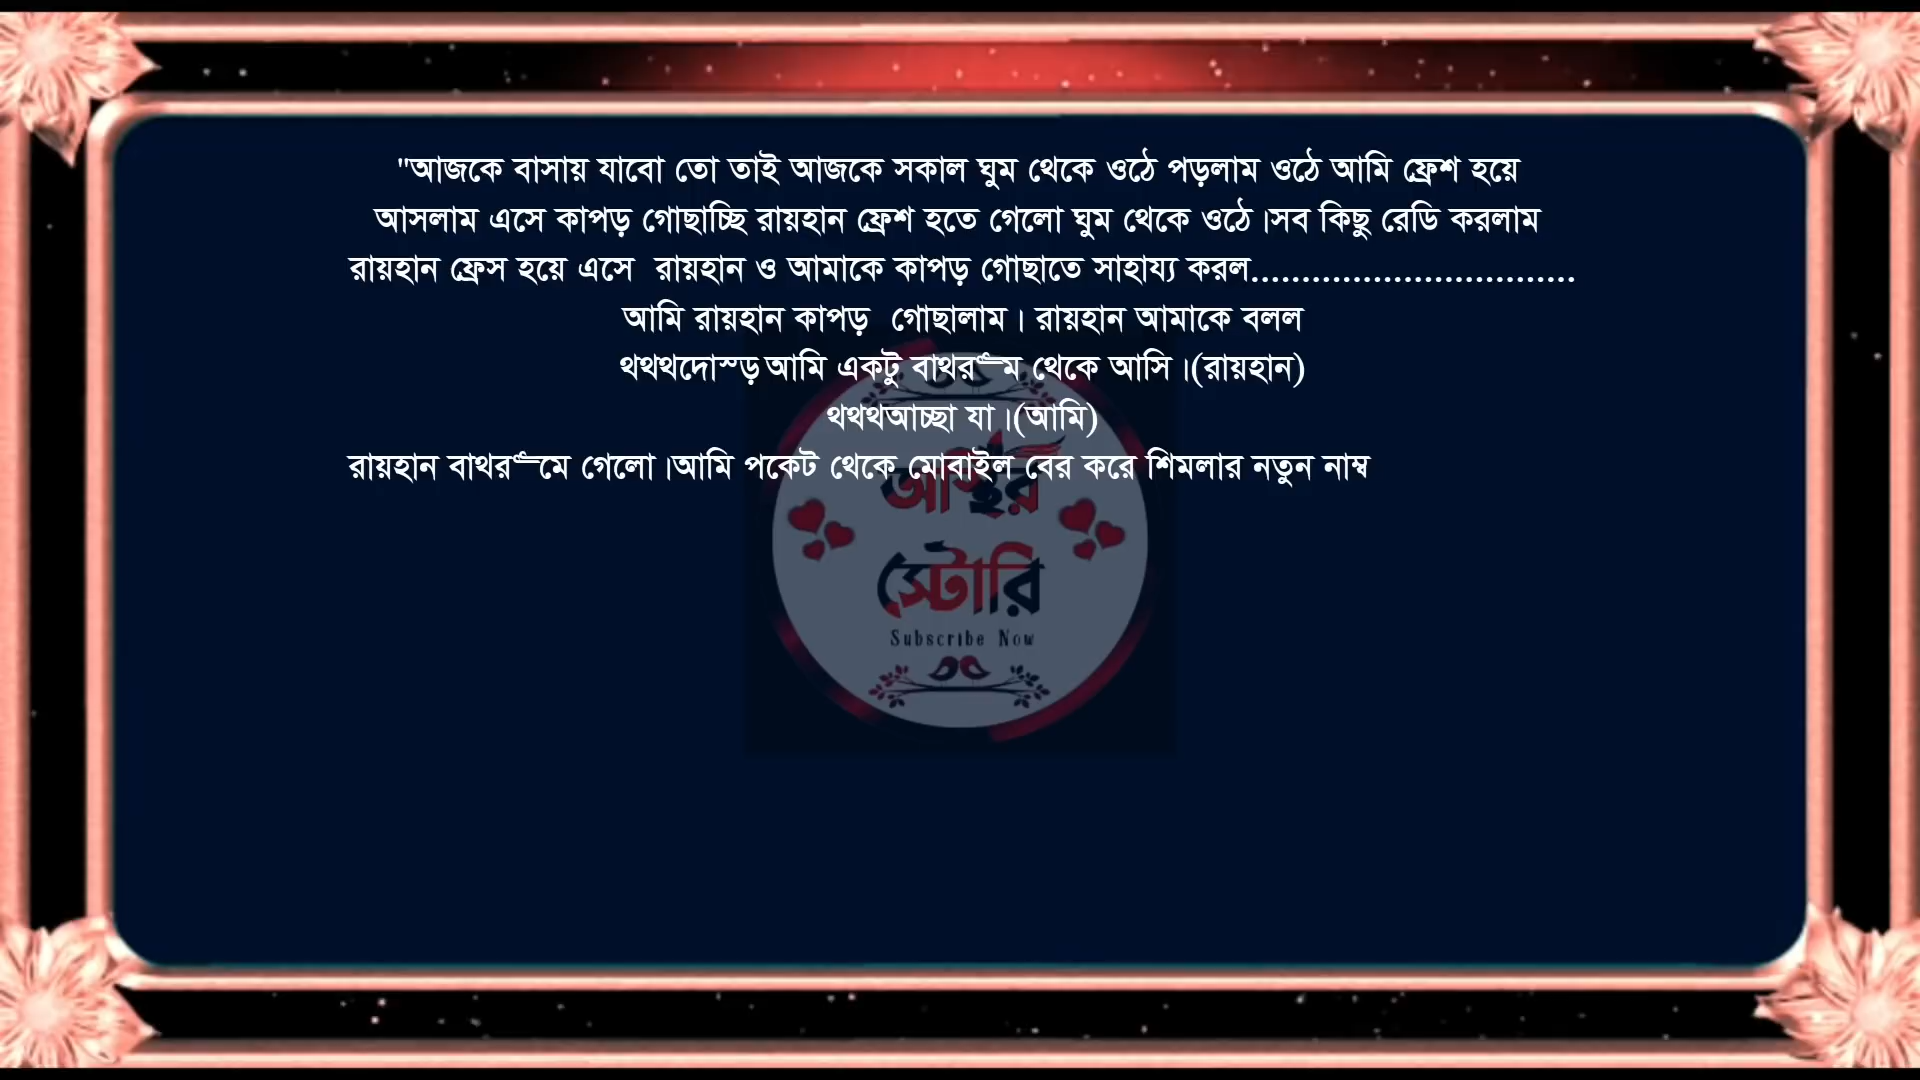 "আজকে বাসায় যাবো তো তাই আজকে সকাল ঘুম থেকে ওঠে পড়লাম ওঠে আমি ফ্রেশ হয়ে
আসলাম এসে কাপড় গোছাচ্ছি রায়হান ফ্রেশ হতে গেলো ঘুম থেকে ওঠে।সব কিছু রেডি করলাম
রায়হান ফ্রেস হয়ে এসে রায়হান ও আমাকে কাপড় গোছাতে সাহায্য করল................................
আমি রায়হান কাপড় গোছালাম। রায়হান আমাকে বলল
থথথদোস্ড়আমি একটু বাথর“ম থেকে আসি।(রায়হান)
থথথআচ্ছা যা।(আমি)
রায়হান বাথর“মে গেলো।আমি পকেট থেকে মোবাইল বের করে শিমলার নতুন নাম্ব
অস্থির
স্টোরি
Subscribe Now